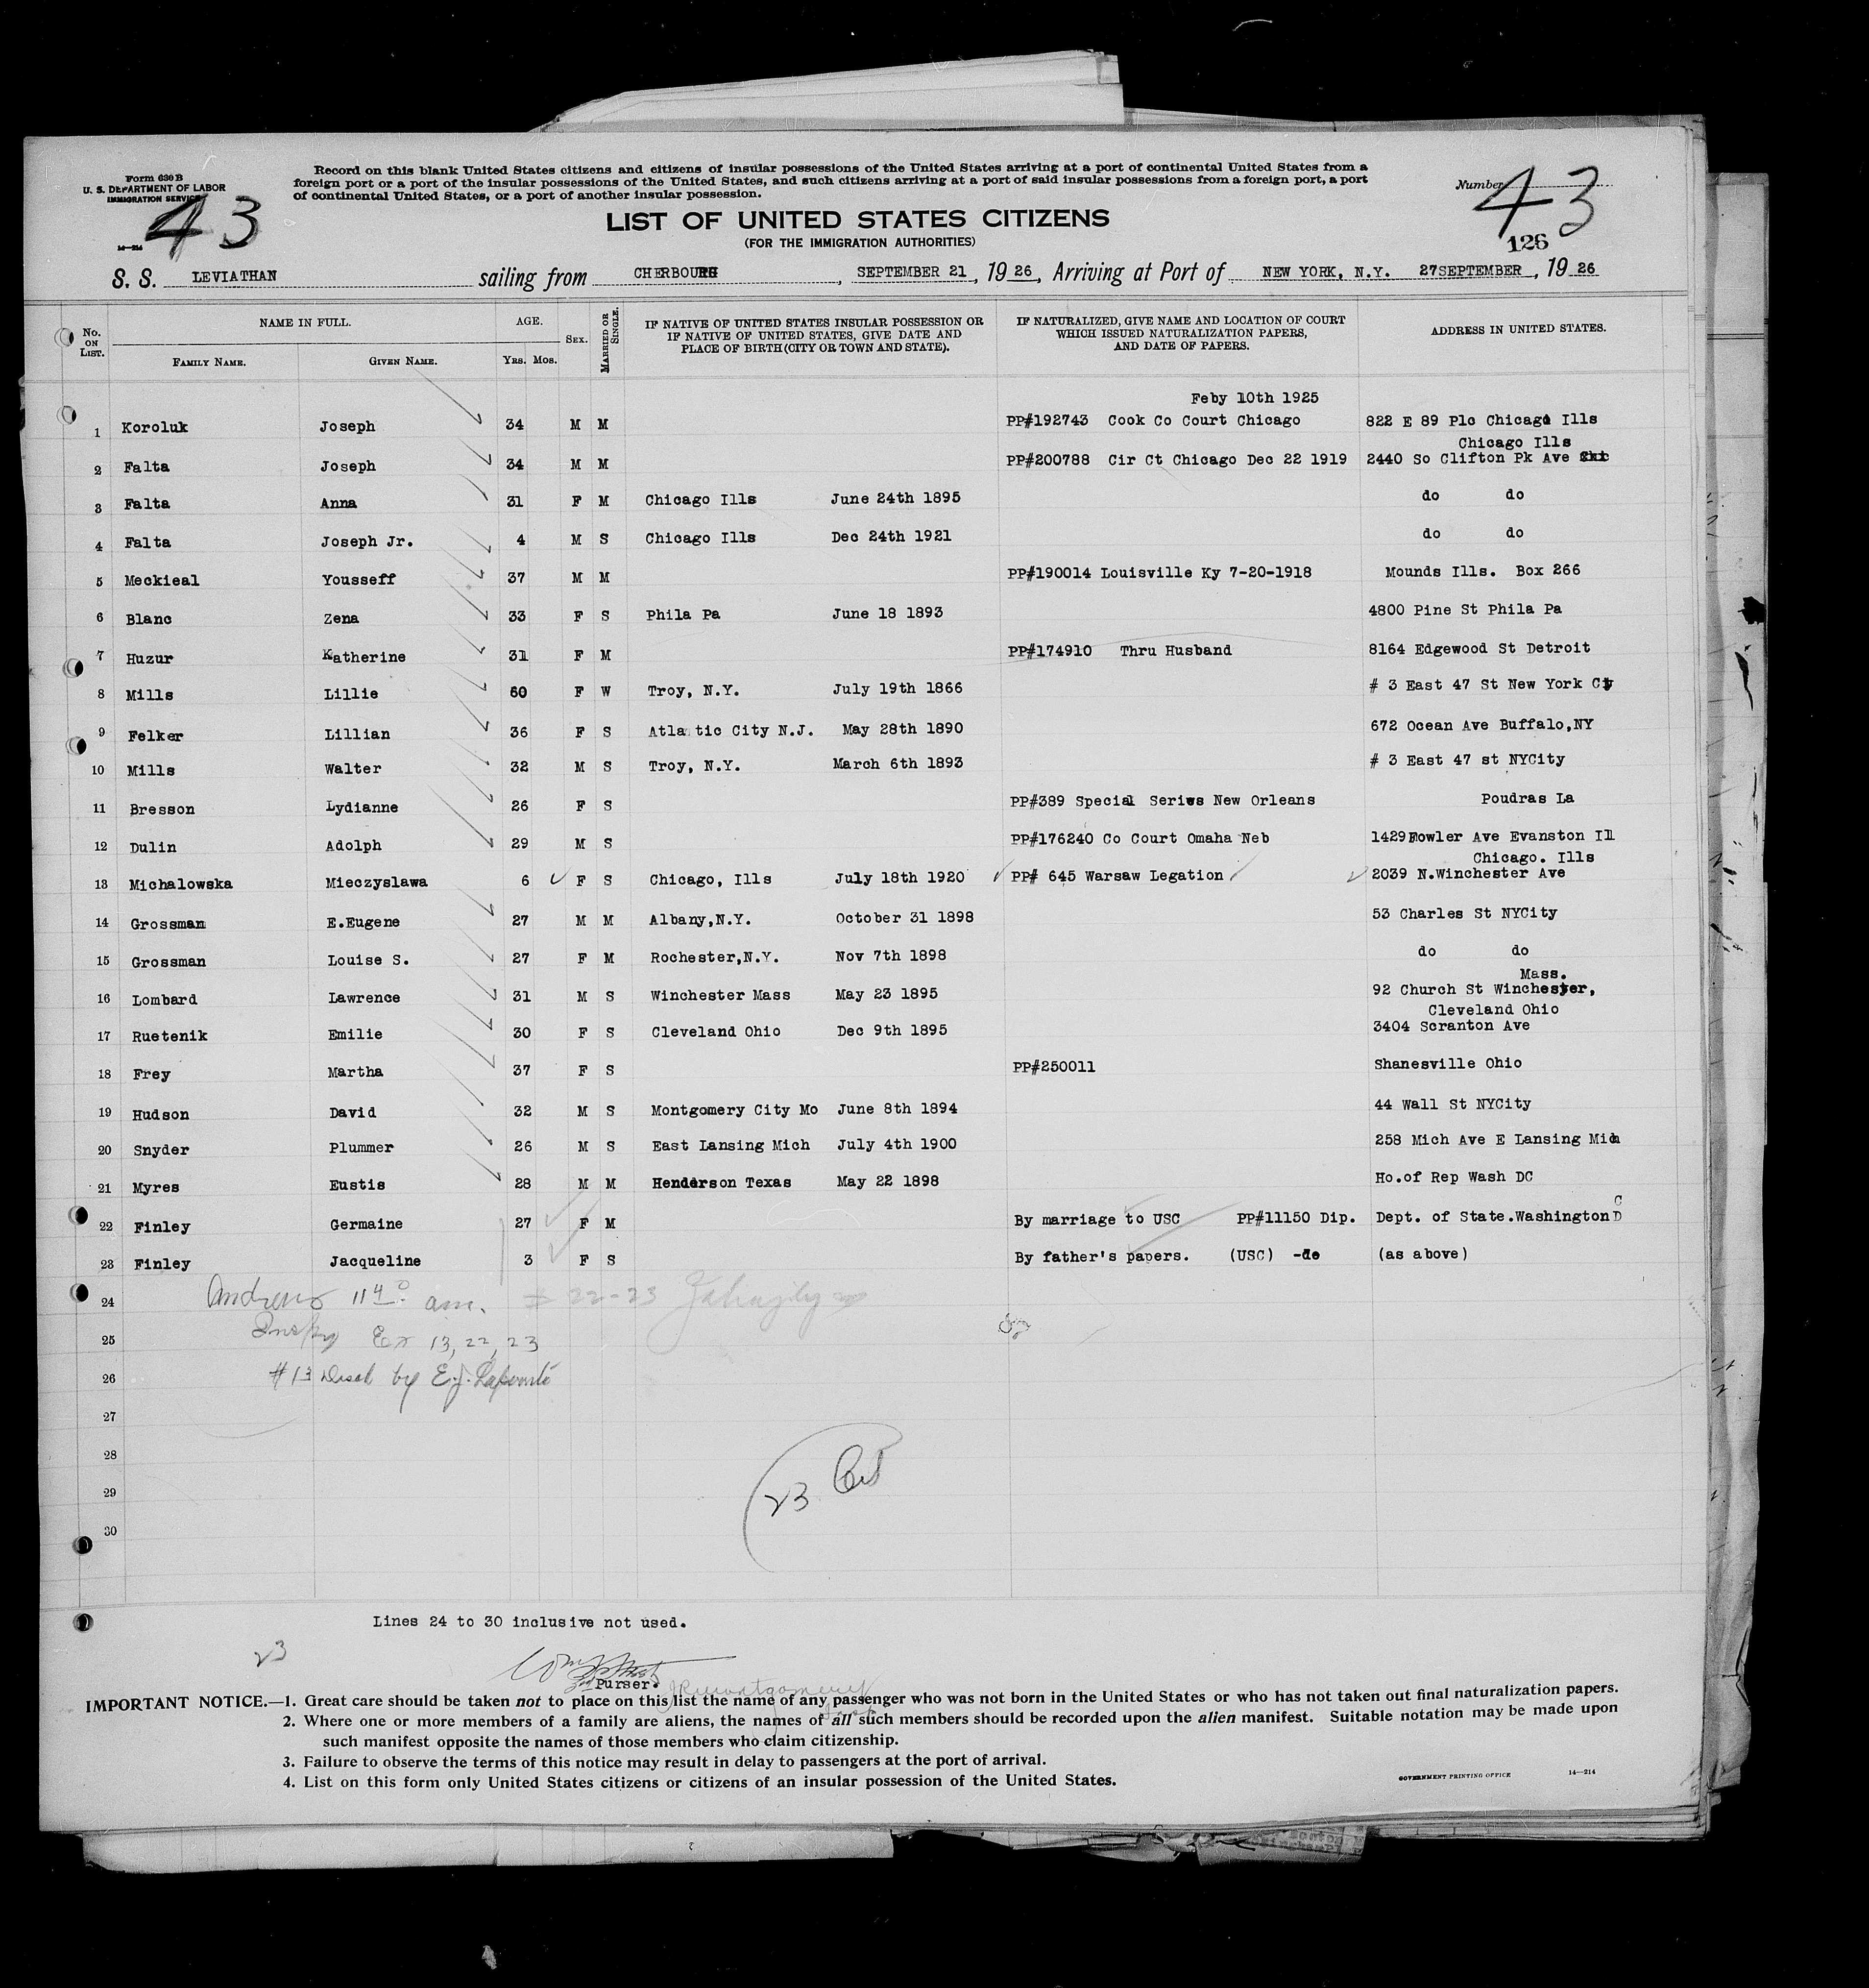 Form 630 B
U. S. DEPARTMENT OF LABOR
IMMIGRATION SERVICE
14—214
43
Record on this blank United States citizens and citizens of insular possessions of the United States arriving at a port of continental United States from a
foreign port or a port of the insular possessions of the United States, and such citizens arriving at a port of said insular possessions from a foreign port, a port
of continental United States, or a port of another insular possession.
Number 43
126
LIST OF UNITED STATES CITIZENS
(FOR THE IMMIGRATION AUTHORITIES)
S. S. LEVIATHAN sailing from CHERBOURG, SEPTEMBER 21, 1926, Arriving at Port of NEW YORK, N.Y. 27SEPTEMBER, 1926
No. ON LIST. NAME IN FULL. FAMILY NAME. GIVEN NAME. AGE. YRS. MOS. SEX. MARRIED OR SINGLE. IF NATIVE OF UNITED STATES INSULAR POSSESSION OR IF NATIVE OF UNITED STATES, GIVE DATE AND PLACE OF BIRTH (CITY OR TOWN AND STATE). IF NATURALIZED, GIVE NAME AND LOCATION OF COURT WHICH ISSUED NATURALIZATION PAPERS, AND DATE OF PAPERS. ADDRESS IN UNITED STATES.
Feby 10th 1925
1 Koroluk Joseph 34 M M PP#192743 Cook Co Court Chicago 822 E 89 Plc Chicago Ills
Chicago Ills
2 Falta Joseph 34 M M PP#200788 Cir Ct Chicago Dec 22 1919 2440 So Clifton Pk Ave
3 Falta Anna 31 F M Chicago Ills June 24th 1895 do do
4 Falta Joseph Jr. 4 M S Chicago Ills Dec 24th 1921 do do
5 Meckieal Yousseff 37 M M PP#190014 Louisville Ky 7-20-1918 Mounds Ills. Box 266
6 Blanc Zena 33 F S Phila Pa June 18 1893 4800 Pine St Phila Pa
7 Huzur Katherine 31 F M PP#174910 Thru Husband 8164 Edgewood St Detroit
8 Mills Lillie 60 F W Troy, N.Y. July 19th 1866 # 3 East 47 St New York Cty
9 Felker Lillian 36 F S Atla tic City N.J. May 28th 1890 672 Ocean Ave Buffalo,NY
10 Mills Walter 32 M S Troy, N.Y. March 6th 1893 # 3 East 47 st NYCity
11 Bresson Lydianne 26 F S PP#389 Special Series New Orleans Poudras La
12 Dulin Adolph 29 M S PP#176240 Co Court Omaha Neb 1429 Fowler Ave Evanston Il
Chicago. Ills
13 Michalowska Mieczyslawa 6 F S Chicago, Ills July 18th 1920 PP# 645 Warsaw Legation 2039 N.Winchester Ave
14 Grossman E.Eugene 27 M M Albany,N.Y. October 31 1898 53 Charles St NYCity
15 Grossman Louise S. 27 F M Rochester,N.Y. Nov 7th 1898 do do
Mass.
16 Lombard Lawrence 31 M S Winchester Mass May 23 1895 92 Church St Winchester,
Cleveland Ohio
17 Ruetenik Emilie 30 F S Cleveland Ohio Dec 9th 1895 3404 Scranton Ave
18 Frey Martha 37 F S PP#250011 Shanesville Ohio
19 Hudson David 32 M S Montgomery City Mo June 8th 1894 44 Wall St NYCity
20 Snyder Plummer 26 M S East Lansing Mich July 4th 1900 258 Mich Ave E Lansing Mich
21 Myres Eustis 28 M M Henderson Texas May 22 1898 Ho.of Rep Wash DC
22 Finley Germaine 27 F M By marriage to USC PP#11150 Dip. Dept. of State.Washington DC
23 Finley Jacqueline 3 F S By father's papers. (USC) -do (as above)
24 Andrews 11 40 am. # 22-23
25 Ex 13, 22, 23
26 #13 Disch by E.J.
27
28
29 23
30
Lines 24 to 30 inclusive not used.
23
Purser.
IMPORTANT NOTICE.—1. Great care should be taken not to place on this list the name of any passenger who was not born in the United States or who has not taken out final naturalization papers.
2. Where one or more members of a family are aliens, the names of all such members should be recorded upon the alien manifest. Suitable notation may be made upon
such manifest opposite the names of those members who claim citizenship.
3. Failure to observe the terms of this notice may result in delay to passengers at the port of arrival.
4. List on this form only United States citizens or citizens of an insular possession of the United States.
GOVERNMENT PRINTING OFFICE 14—214